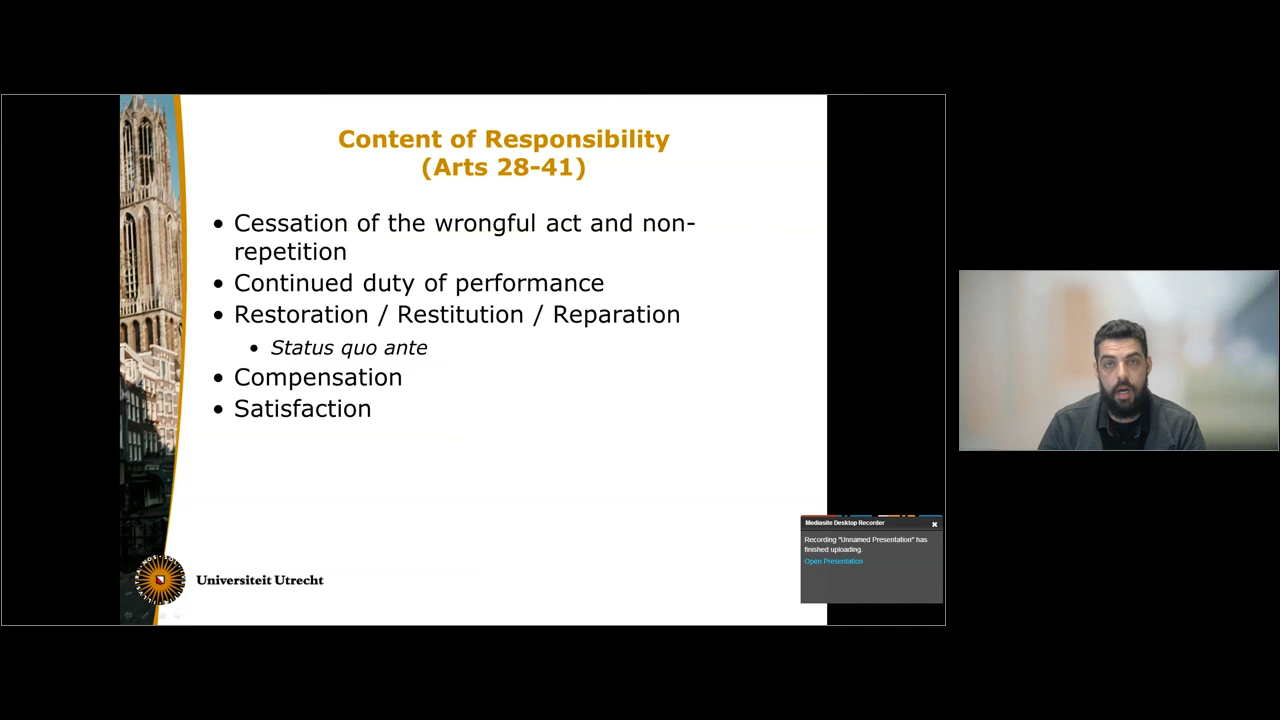 Content of Responsibility
(Arts 28-41)
• Cessation of the wrongful act and non-
repetition
• Continued duty of performance
• Restoration / Restitution / Reparation
• Status quo ante
• Compensation
• Satisfaction
Universiteit Utrecht
Mediasite Desktop Recorder
Recording "Unnamed Presentation" has
finished uploading.
Open Presentation